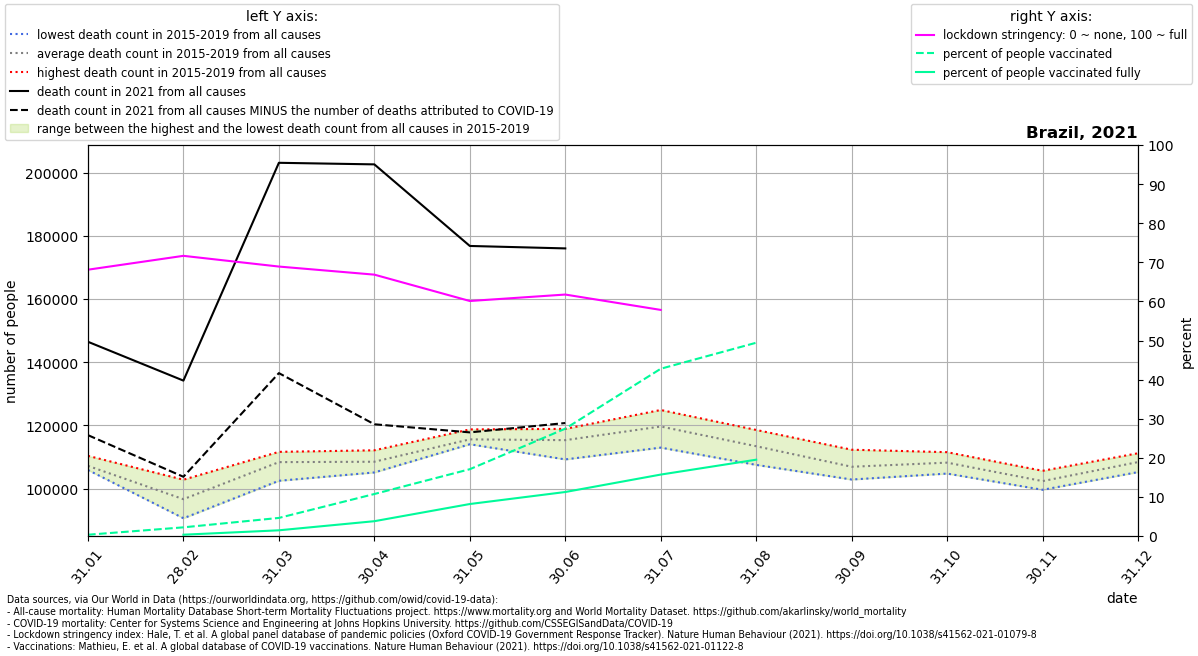 left Y axis:
lowest death count in 2015-2019 from all causes
average death count in 2015-2019 from all causes
highest death count in 2015-2019 from all causes
death count in 2021 from all causes
death count in 2021 from all causes MINUS the number of deaths attributed to COVID-19
range between the highest and the lowest death count from all causes in 2015-2019
right Y axis:
lockdown stringency: 0 ~ none, 100 ~ full
percent of people vaccinated
percent of people vaccinated fully
Brazil, 2021
number of people
200000
180000
160000
140000
120000
100000
100
90
80
70
60
50
40
30
20
10
0
percent
31.01
28.02
31.03
30.04
31.05
30.06
31.07
31.08
30.09
31.10
30.11
31.12
date
Data sources, via Our World in Data (https://ourworldindata.org, https://github.com/owid/covid-19-data):
- All-cause mortality: Human Mortality Database Short-term Mortality Fluctuations project. https://www.mortality.org and World Mortality Dataset. https://github.com/akarlinsky/world_mortality
- COVID-19 mortality: Center for Systems Science and Engineering at Johns Hopkins University. https://github.com/CSSEGISandData/COVID-19
- Lockdown stringency index: Hale, T. et al. A global panel database of pandemic policies (Oxford COVID-19 Government Response Tracker). Nature Human Behaviour (2021). https://doi.org/10.1038/s41562-021-01079-8
- Vaccinations: Mathieu, E. et al. A global database of COVID-19 vaccinations. Nature Human Behaviour (2021). https://doi.org/10.1038/s41562-021-01122-8